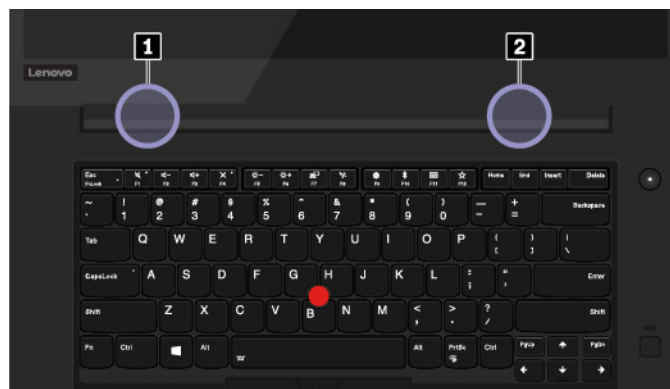 1 2
Lenovo
Esc FnLock F1 F2 F3 F4 F5 F6 F7 F8 F9 F10 F11 F12 Home End Insert Delete
~ ` ! 1 @ 2 # 3 $ 4 % 5 ^ 6 & 7 * 8 ( 9 ) 0 — - + = Backspace
Tab Q W E R T Y U I O P { [ } ] | \
CapsLock A S D F G H J K L : ; " ' Enter
Shift Z X C V B N M < , > . ? / Shift
Fn Ctrl Alt Alt PrtSc Ctrl PgUp ↑ PgDn
← ↓ →